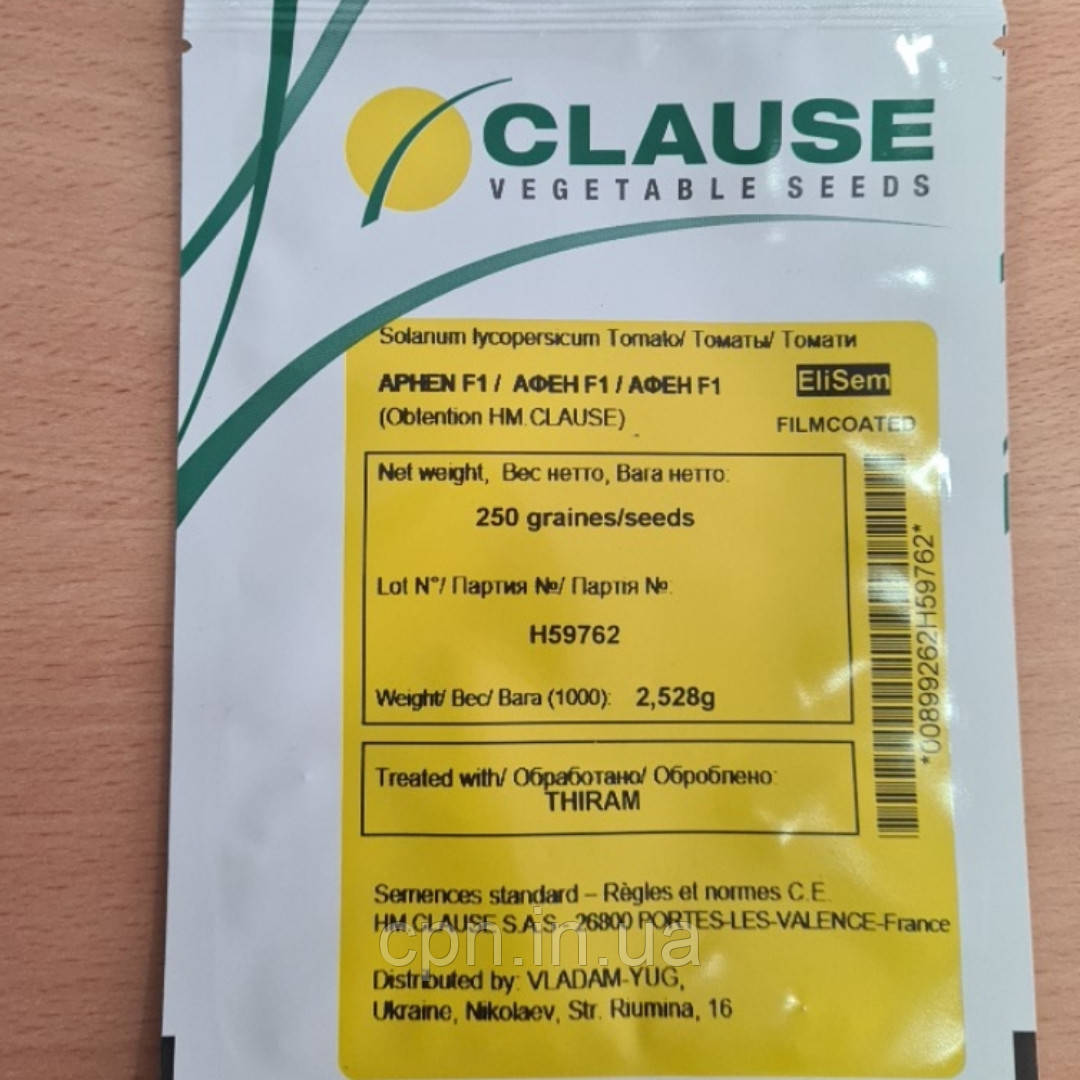 CLAUSE
VEGETABLE SEEDS
Solanum lycopersicum Tomato/ Томаты/ Томати
APHEN F1 / АФЕН F1 / АФЕН F1
EliSem
(Obtention HM.CLAUSE)
FILMCOATED
Net weight, Вес нетто, Вага нетто:
250 graines/seeds
Lot N°/ Партия №/ Партія №:
H59762
Weight/ Вес/ Вага (1000): 2,528g
*00899262H59762*
Treated with/ Обработано/ Оброблено:
THIRAM
Semences standard – Règles et normes C.E.
HM.CLAUSE S.A.S - 26800 PORTES-LES-VALENCE-France
cpn.in.ua
Distributed by: VLADAM-YUG,
Ukraine, Nikolaev, Str. Riumina, 16